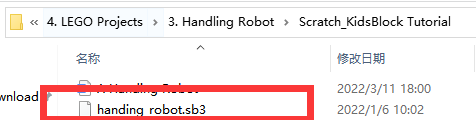 4. LEGO Projects > 3. Handling Robot > Scratch_KidsBlock Tutorial
名称 修改日期
2022/3/11 18:00
handing_robot.sb3 2022/1/6 10:02